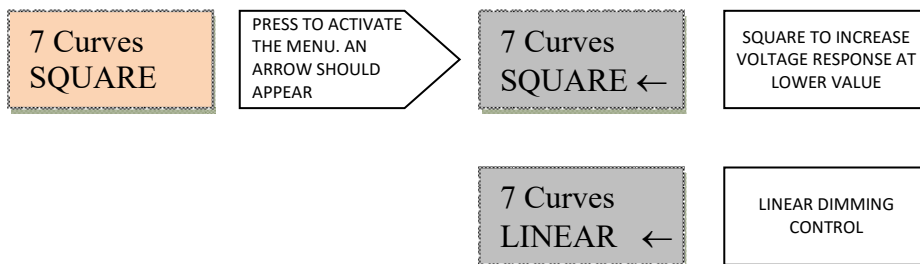 7 Curves
SQUARE
PRESS TO ACTIVATE
THE MENU. AN
ARROW SHOULD
APPEAR
7 Curves
SQUARE ←
SQUARE TO INCREASE
VOLTAGE RESPONSE AT
LOWER VALUE
7 Curves
LINEAR ←
LINEAR DIMMING
CONTROL